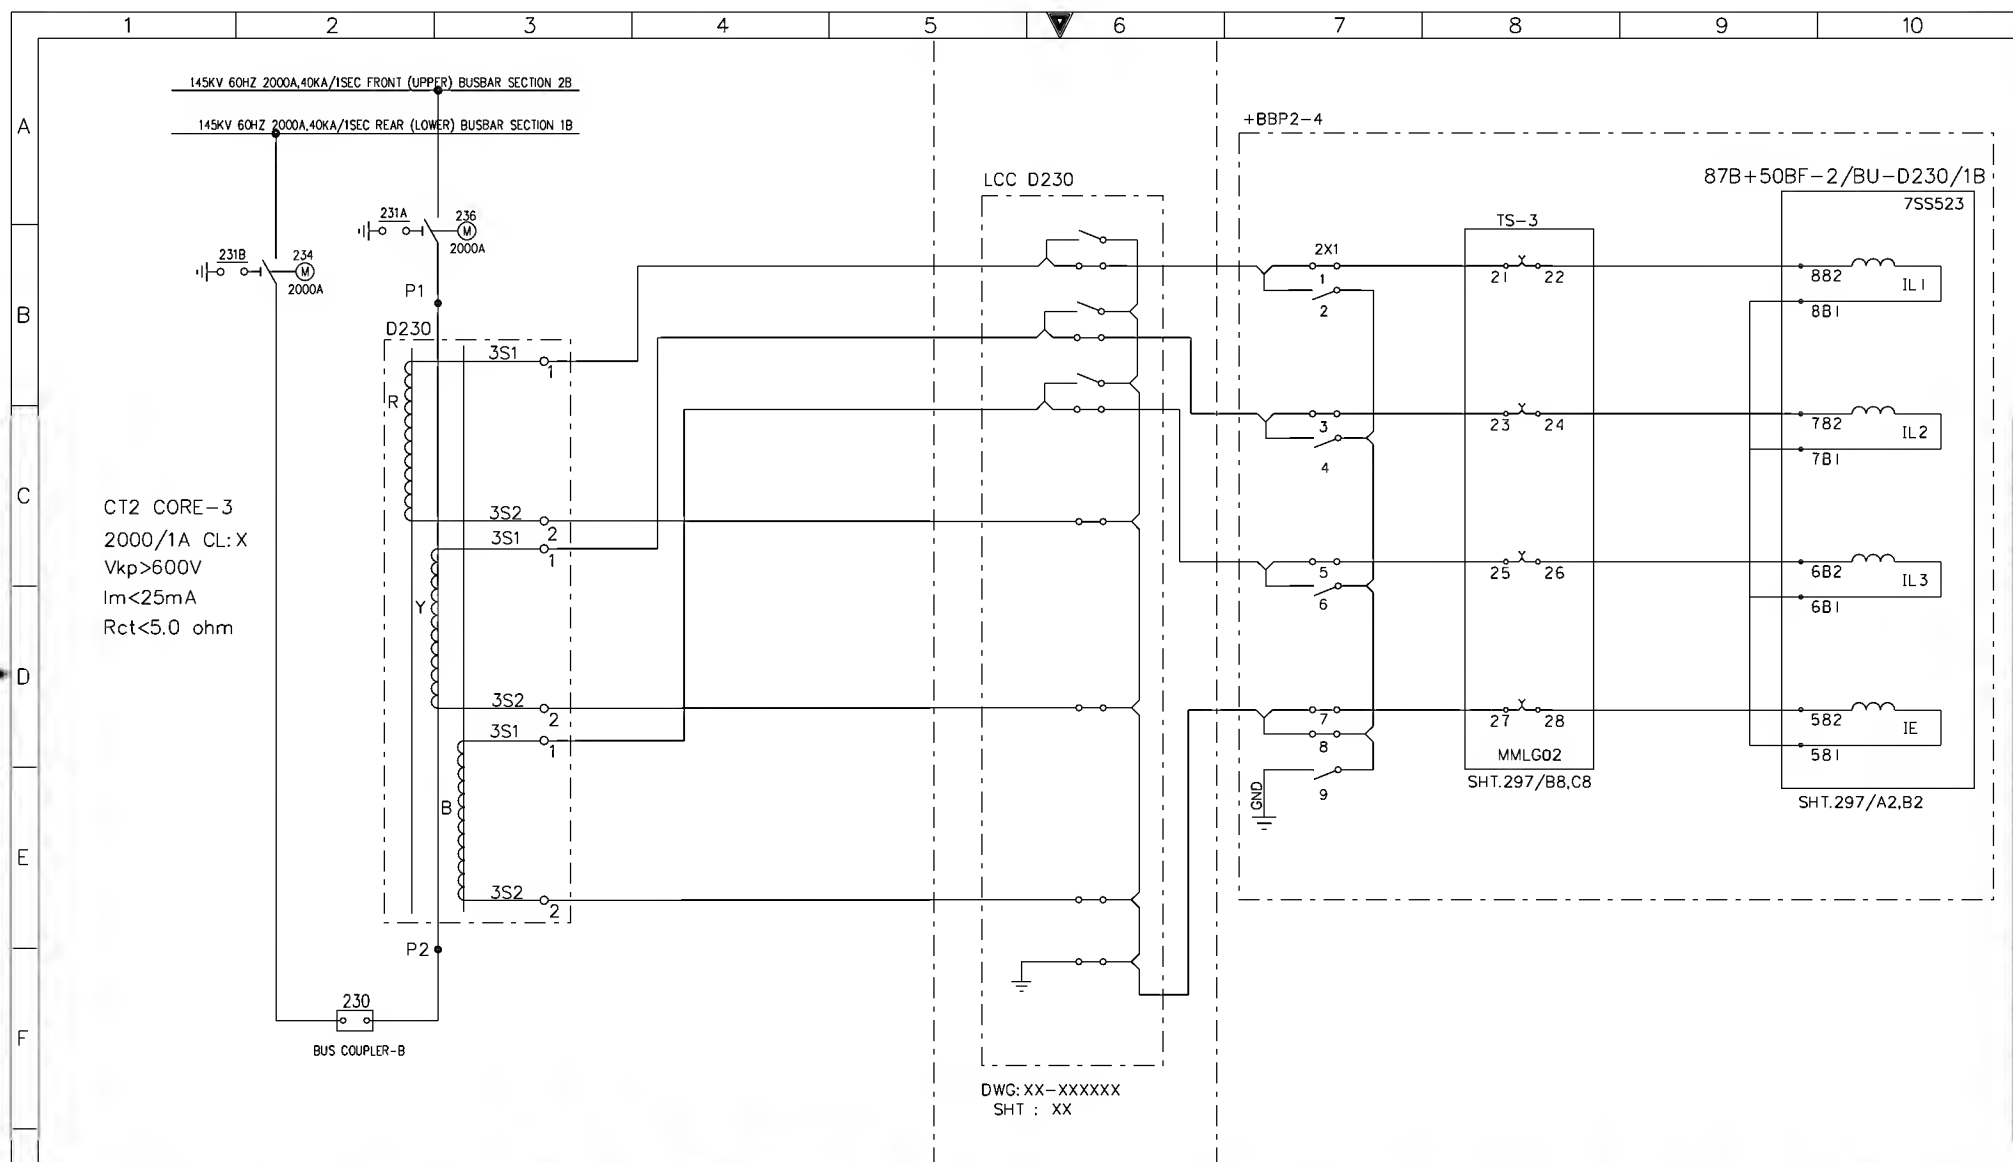 1 2 3 4 5 6 7 8 9 10
A
B
C
D
E
F
145KV 60HZ 2000A,40KA/1SEC FRONT (UPPER) BUSBAR SECTION 2B
145KV 60HZ 2000A,40KA/1SEC REAR (LOWER) BUSBAR SECTION 1B
231A
236
M
2000A
231B
234
M
2000A
P1
D230
R
3S1
1
3S2
2
Y
3S1
1
3S2
2
B
3S1
1
3S2
2
P2
230
BUS COUPLER-B
CT2 CORE-3
2000/1A CL:X
Vkp>600V
Im<25mA
Rct<5.0 ohm
LCC D230
DWG:XX-XXXXXX
SHT : XX
+BBP2-4
2X1
1
2
3
4
5
6
7
8
9
GND
TS-3
21 22
23 24
25 26
27 28
MMLG02
SHT.297/B8,C8
87B+50BF-2/BU-D230/1B
7SS523
8B2
IL1
8B1
7B2
IL2
7B1
6B2
IL3
6B1
5B2
IE
5B1
SHT.297/A2,B2